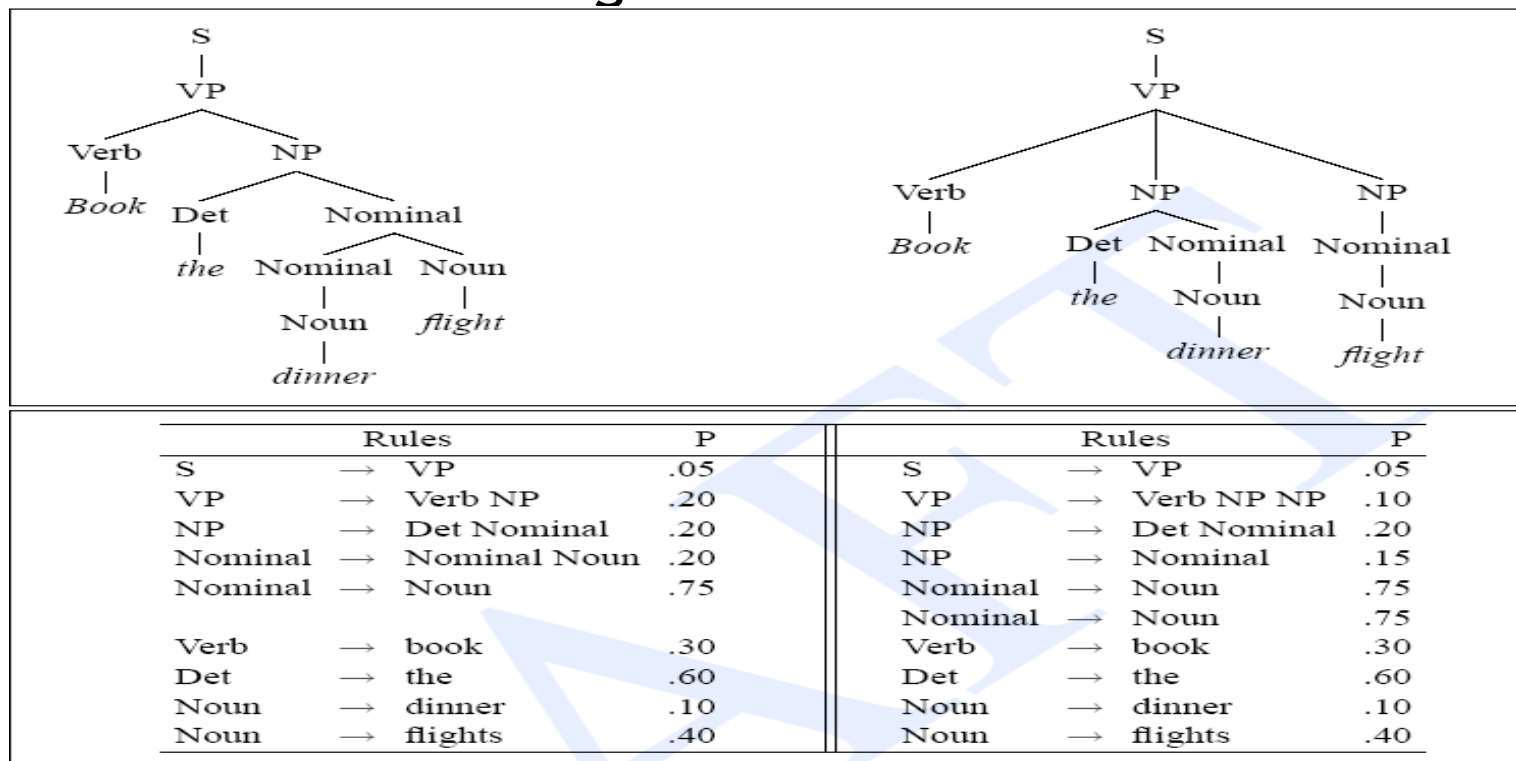 g
S
VP
Verb NP
Book Det Nominal
the Nominal Noun
Noun flight
dinner
S
VP
Verb NP NP
Book Det Nominal Nominal
the Noun Noun
dinner flight
Rules P
S → VP .05
VP → Verb NP .20
NP → Det Nominal .20
Nominal → Nominal Noun .20
Nominal → Noun .75
Verb → book .30
Det → the .60
Noun → dinner .10
Noun → flights .40
Rules P
S → VP .05
VP → Verb NP NP .10
NP → Det Nominal .20
NP → Nominal .15
Nominal → Noun .75
Nominal → Noun .75
Verb → book .30
Det → the .60
Noun → dinner .10
Noun → flights .40
AFT